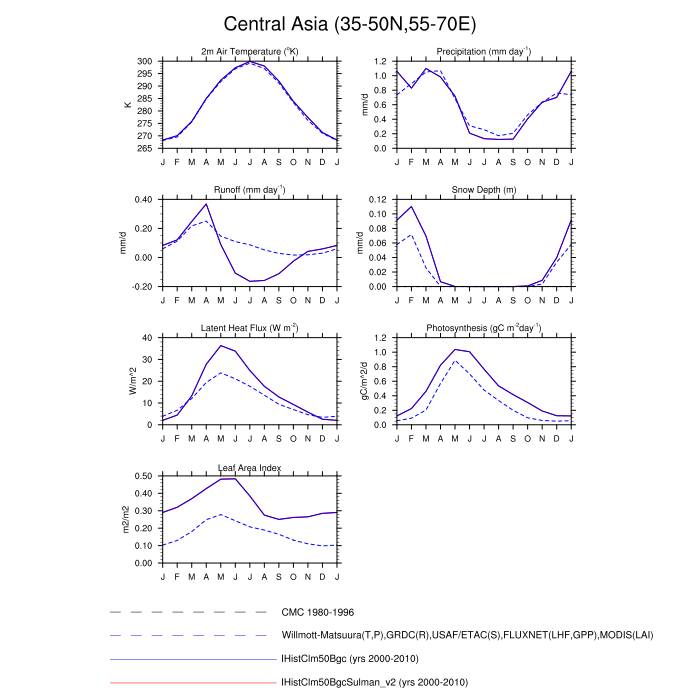 Central Asia (35-50N,55-70E)
2m Air Temperature (°K)
K
300
295
290
285
280
275
270
265
J F M A M J J A S O N D J
Precipitation (mm day⁻¹)
mm/d
1.2
1.0
0.8
0.6
0.4
0.2
0.0
J F M A M J J A S O N D J
Runoff (mm day⁻¹)
mm/d
0.40
0.20
0.00
-0.20
J F M A M J J A S O N D J
Snow Depth (m)
mm/d
0.12
0.10
0.08
0.06
0.04
0.02
0.00
J F M A M J J A S O N D J
Latent Heat Flux (W m⁻²)
W/m^2
40
30
20
10
0
J F M A M J J A S O N D J
Photosynthesis (gC m⁻²day⁻¹)
gC/m^2/d
1.2
1.0
0.8
0.6
0.4
0.2
0.0
J F M A M J J A S O N D J
Leaf Area Index
m2/m2
0.50
0.40
0.30
0.20
0.10
0.00
J F M A M J J A S O N D J
CMC 1980-1996
Willmott-Matsuura(T,P),GRDC(R),USAF/ETAC(S),FLUXNET(LHF,GPP),MODIS(LAI)
IHistClm50Bgc (yrs 2000-2010)
IHistClm50BgcSulman_v2 (yrs 2000-2010)